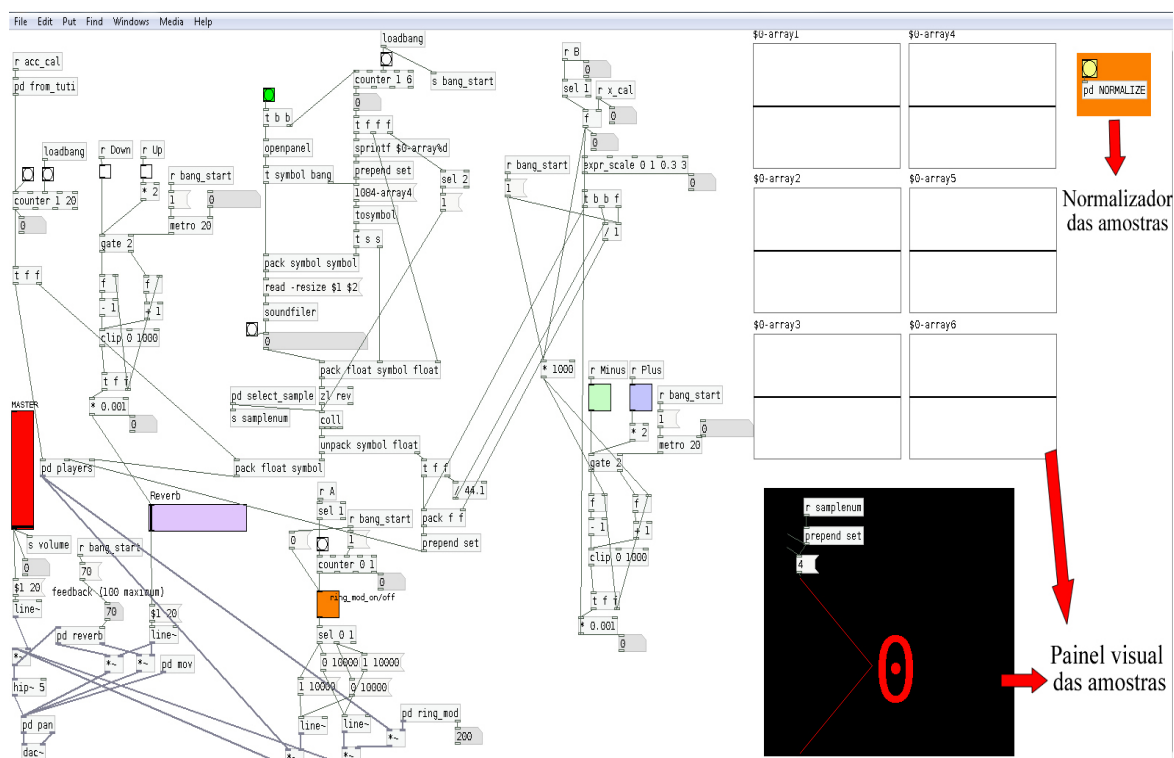 File Edit Put Find Windows Media Help
r acc_cal
pd from_tuti
loadbang
counter 1 20
0
t f f
r Down
r Up
* 2
r bang_start
1
0
metro 20
gate 2
f
f
- 1
+ 1
clip 0 1000
t f f
* 0.001
0
loadbang
counter 1 6
s bang_start
0
t b b
t f f f
openpanel
sprintf $0-array%d
t symbol bang
prepend set
sel 2
1084-array4
1
tosymbol
t s s
pack symbol symbol
read -resize $1 $2
soundfiler
0
pack float symbol float
pd select_sample
zl rev
s samplenum
coll
unpack symbol float
pack float symbol
t f f
/ 44.1
pack f f
prepend set
r B
0
sel 1
r x_cal
0
f
0
r bang_start
1
expr_scale 0 1 0.3 3
0
t b b f
/ 1
* 1000
r Minus
r Plus
r bang_start
1
0
* 2
metro 20
gate 2
f
f
- 1
+ 1
clip 0 1000
t f f
* 0.001
0
MASTER
pd players
Reverb
s volume
0
r bang_start
70
$1 20
feedback (100 maximum)
line~
70
$1 20
pd reverb
line~
*~
*~
*~
pd mov
hip~ 5
pd pan
dac~
r A
sel 1
r bang_start
0
1
counter 0 1
0
ring_mod_on/off
sel 0 1
0 10000
1 10000
1 10000
0 10000
line~
line~
pd ring_mod
200
*~
*~
*~
$0-array1
$0-array4
$0-array2
$0-array5
$0-array3
$0-array6
pd NORMALIZE
Normalizador
das amostras
r samplenum
prepend set
4
0
Painel visual
das amostras